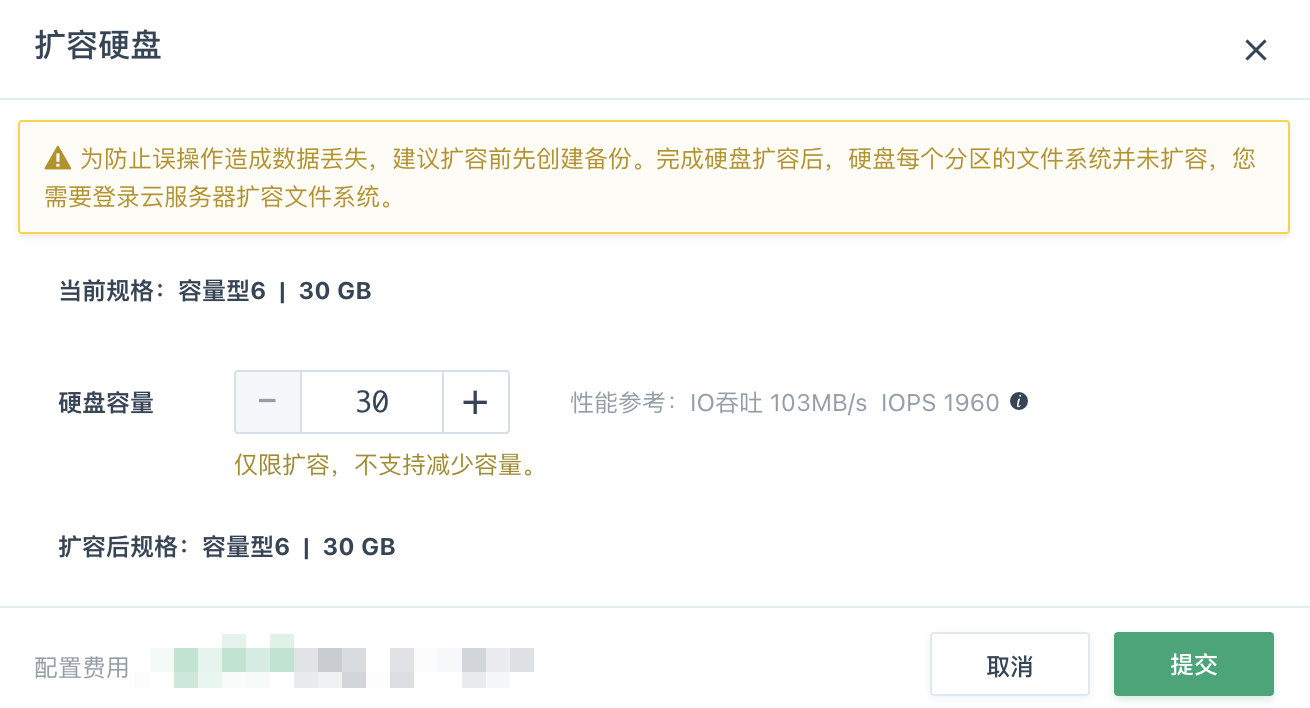 扩容硬盘
为防止误操作造成数据丢失，建议扩容前先创建备份。完成硬盘扩容后，硬盘每个分区的文件系统并未扩容，您
需要登录云服务器扩容文件系统。
当前规格：容量型6 | 30 GB
硬盘容量 － 30 + 性能参考：IO吞吐 103MB/s IOPS 1960
仅限扩容，不支持减少容量。
扩容后规格：容量型6 | 30 GB
配置费用 取消 提交